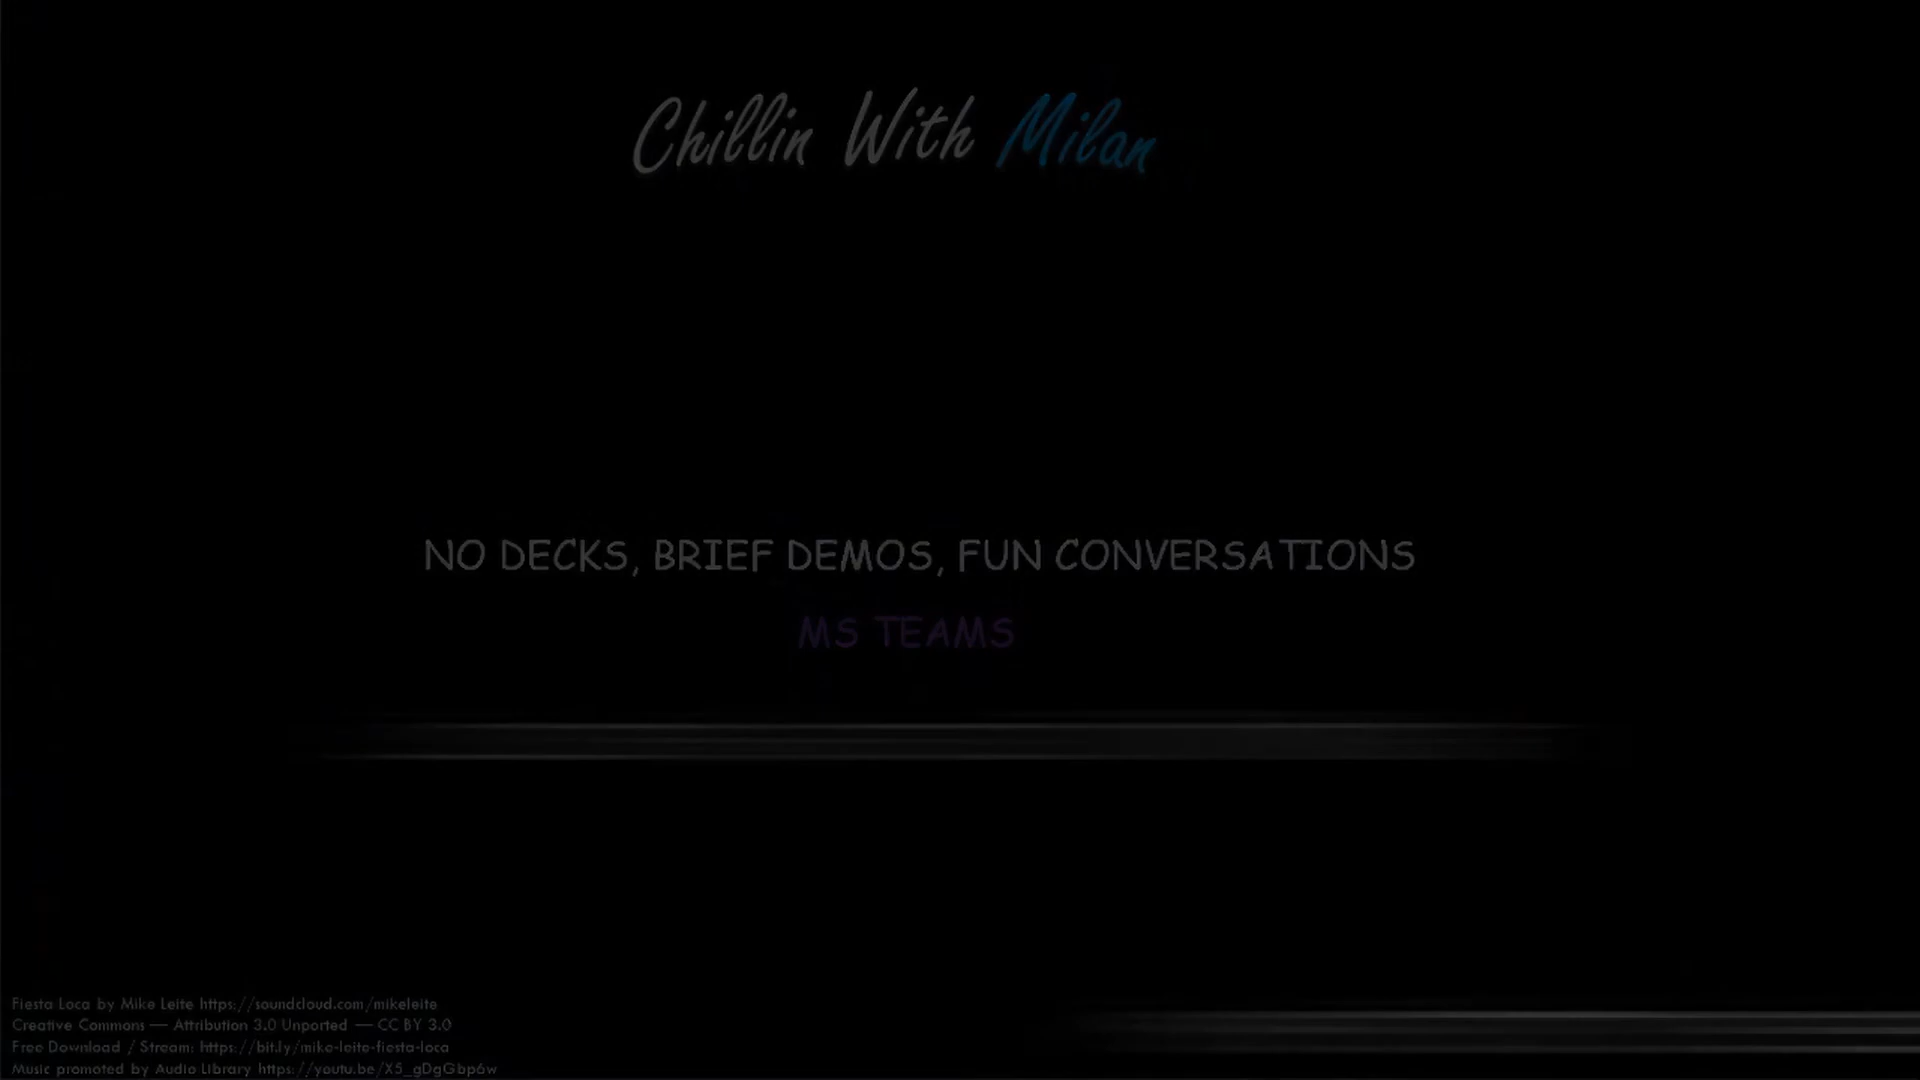 Chillin With Milan
NO DECKS, BRIEF DEMOS, FUN CONVERSATIONS
MS TEAMS
Fiesta Loca by Mike Leite https://soundcloud.com/mikeleite
Creative Commons — Attribution 3.0 Unported — CC BY 3.0
Free Download / Stream: https://bit.ly/mike-leite-fiesta-loca
Music promoted by Audio Library https://youtu.be/X5_gDgGbp6w